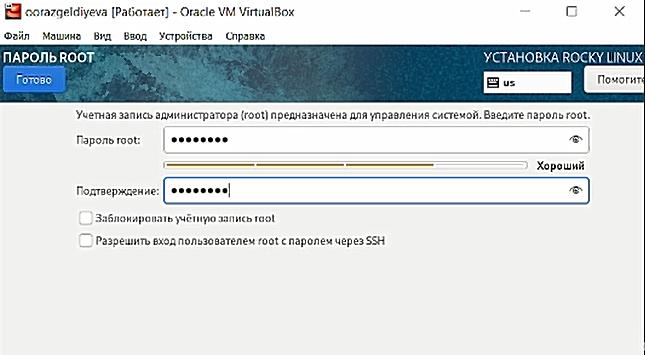 oorazgeldiyeva [Работает] - Oracle VM VirtualBox
Файл Машина Вид Ввод Устройства Справка
ПАРОЛЬ ROOT УСТАНОВКА ROCKY LINUX
Готово us Помогите
Учетная запись администратора (root) предназначена для управления системой. Введите пароль root.
Пароль root: ●●●●●●●●
Хороший
Подтверждение: ●●●●●●●●
Заблокировать учётную запись root
Разрешить вход пользователем root с паролем через SSH